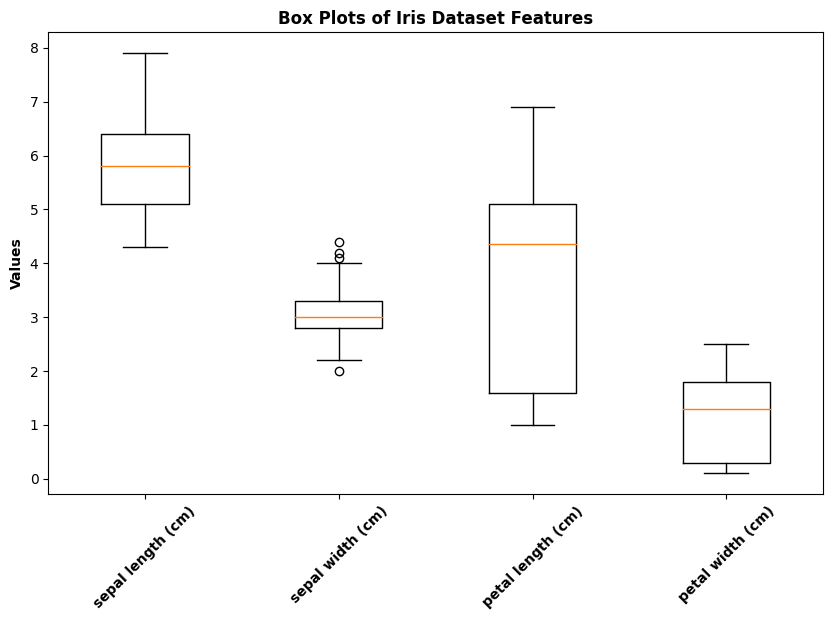 Box Plots of Iris Dataset Features
Values
8
7
6
5
4
3
2
1
0
sepal length (cm)
sepal width (cm)
petal length (cm)
petal width (cm)